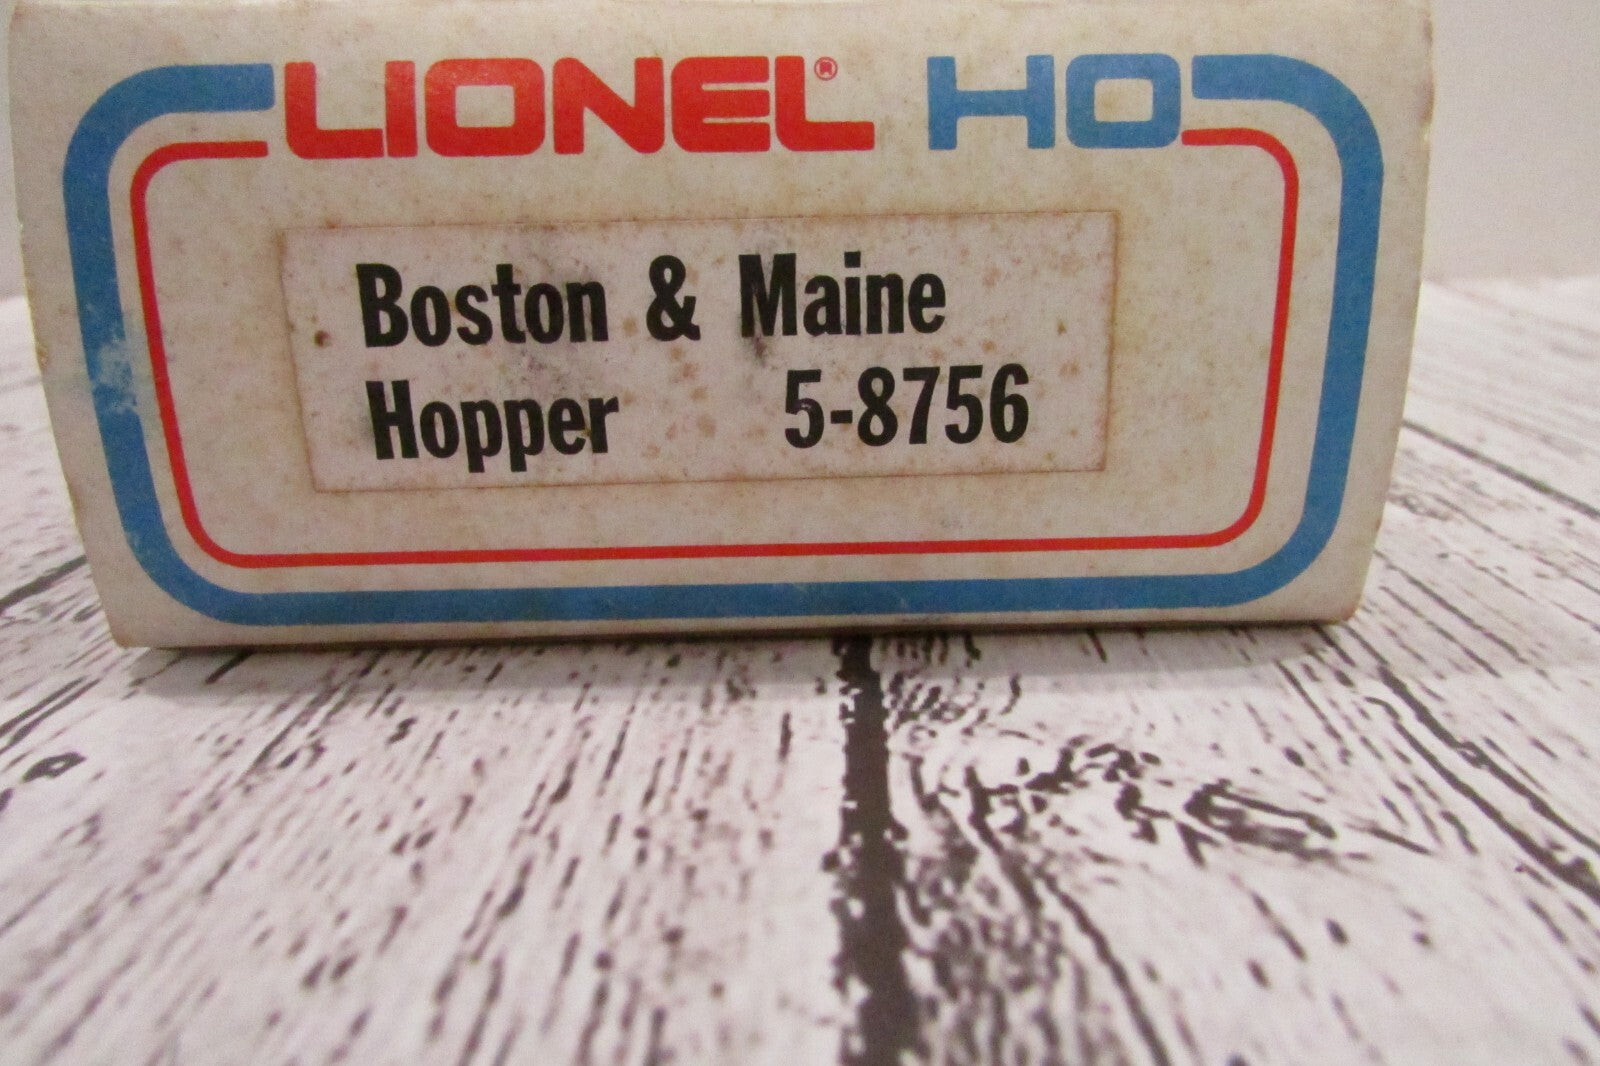 LIONEL® HO
Boston & Maine
Hopper 5-8756